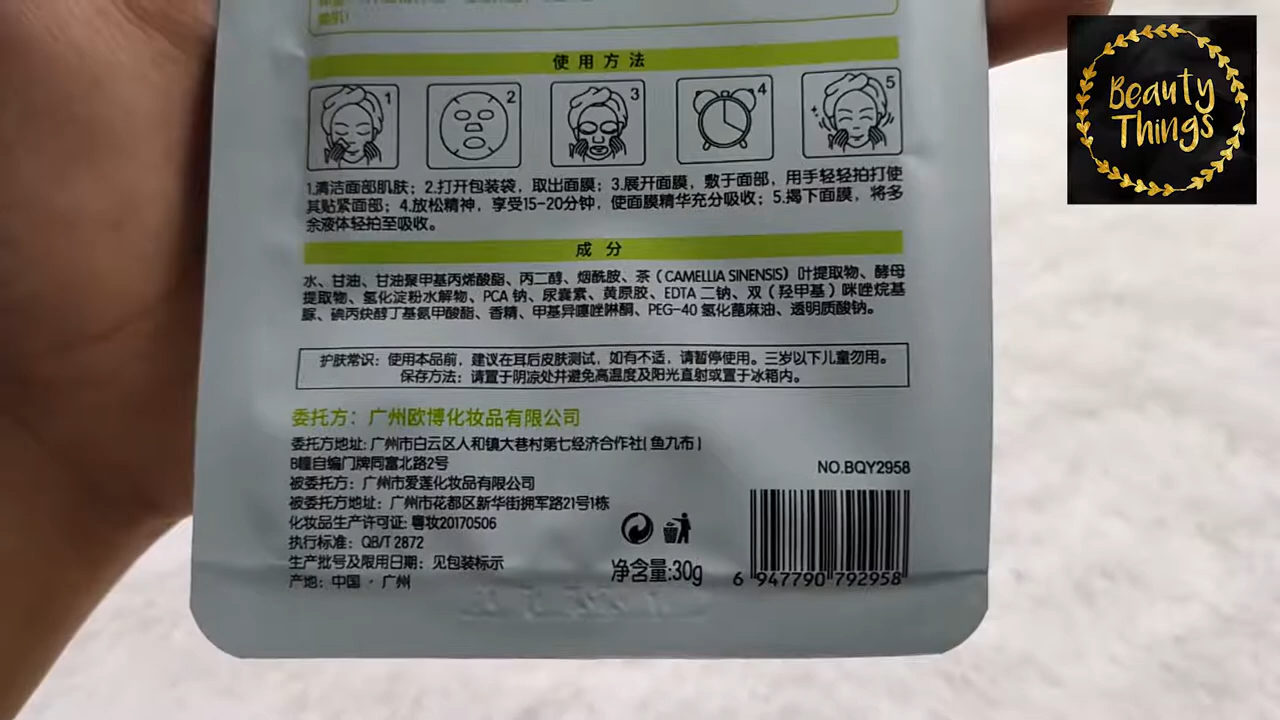 使用方法
1
2
3
4
5
1.清洁面部肌肤；2.打开包装袋，取出面膜；3.展开面膜，敷于面部，用手轻轻拍打使
其贴紧面部；4.放松精神，享受15-20分钟，使面膜精华充分吸收；5.揭下面膜，将多
余液体轻拍至吸收。
成分
水、甘油、甘油聚甲基丙烯酸酯、丙二醇、烟酰胺、茶（CAMELLIA SINENSIS）叶提取物、酵母
提取物、氢化淀粉水解物、PCA 钠、尿囊素、黄原胶、EDTA 二钠、双（羟甲基）咪唑烷基
脲、碘丙炔醇丁基氨甲酸酯、香精、甲基异噻唑啉酮、PEG-40 氢化蓖麻油、透明质酸钠。
护肤常识：使用本品前，建议在耳后皮肤测试，如有不适，请暂停使用。三岁以下儿童勿用。
保存方法：请置于阴凉处并避免高温度及阳光直射或置于冰箱内。
委托方：广州欧博化妆品有限公司
委托方地址: 广州市白云区人和镇大巷村第七经济合作社( 鱼九布 )
B幢自编门牌同富北路2号
被委托方：广州市爱莲化妆品有限公司
被委托方地址：广州市花都区新华街拥军路21号1栋
化妆品生产许可证: 粤妆20170506
执行标准：QB/T 2872
生产批号及限用日期：见包装标示
产地：中国 · 广州
净含量:30g
NO.BQY2958
6 947790 792958
Beauty
Things